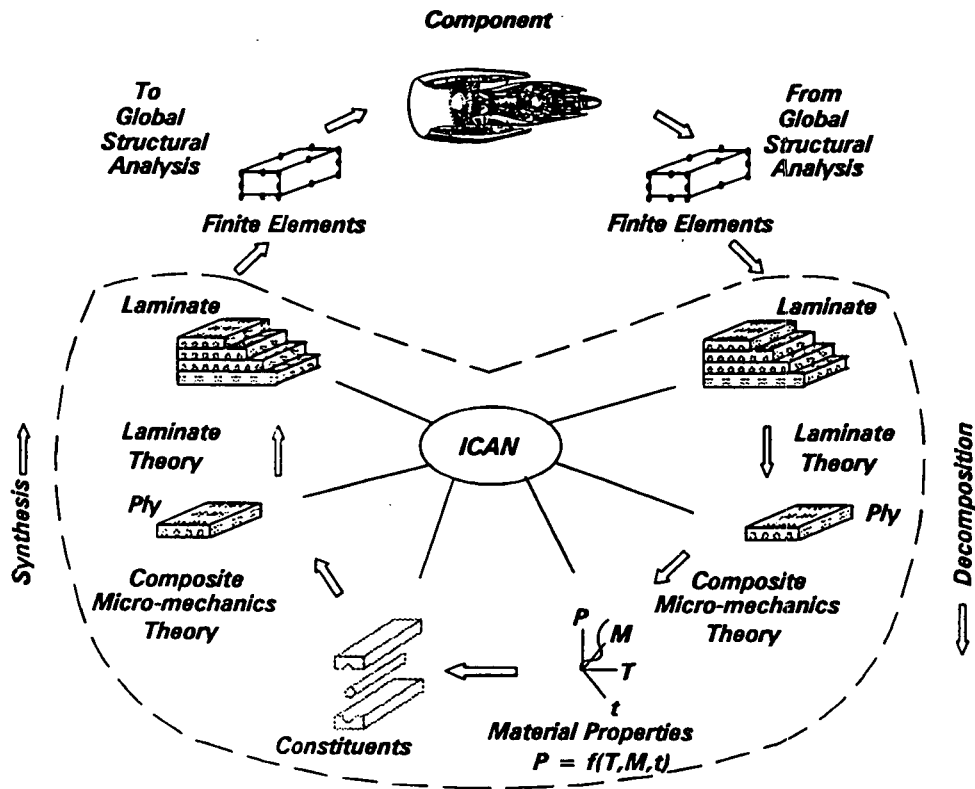 Component
To
Global
Structural
Analysis
From
Global
Structural
Analysis
Finite Elements
Finite Elements
Laminate
Laminate
ICAN
Laminate
Theory
Laminate
Theory
Ply
Ply
Synthesis
Decomposition
Composite
Micro-mechanics
Theory
Composite
Micro-mechanics
Theory
P
M
T
t
Constituents
Material Properties
P = f(T,M,t)